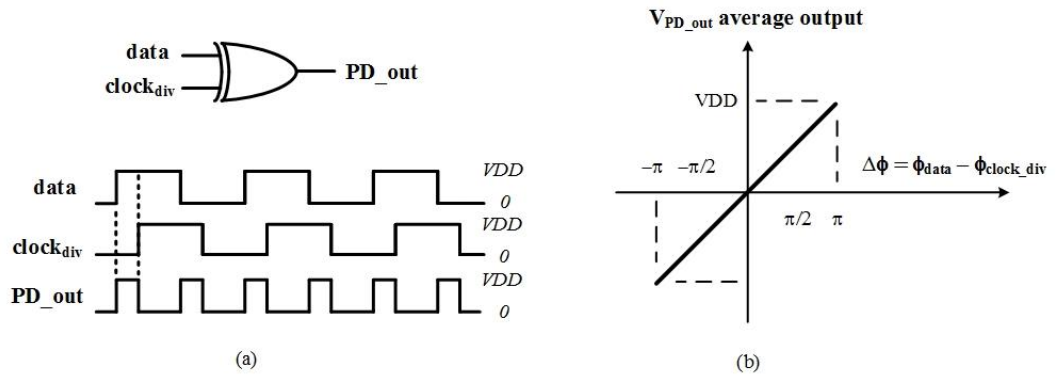 data
clock_div
PD_out
data
VDD
0
clock_div
VDD
0
PD_out
VDD
0
(a)
V_PD_out average output
VDD
−π −π/2
Δϕ = ϕ_data − ϕ_clock_div
π/2 π
(b)